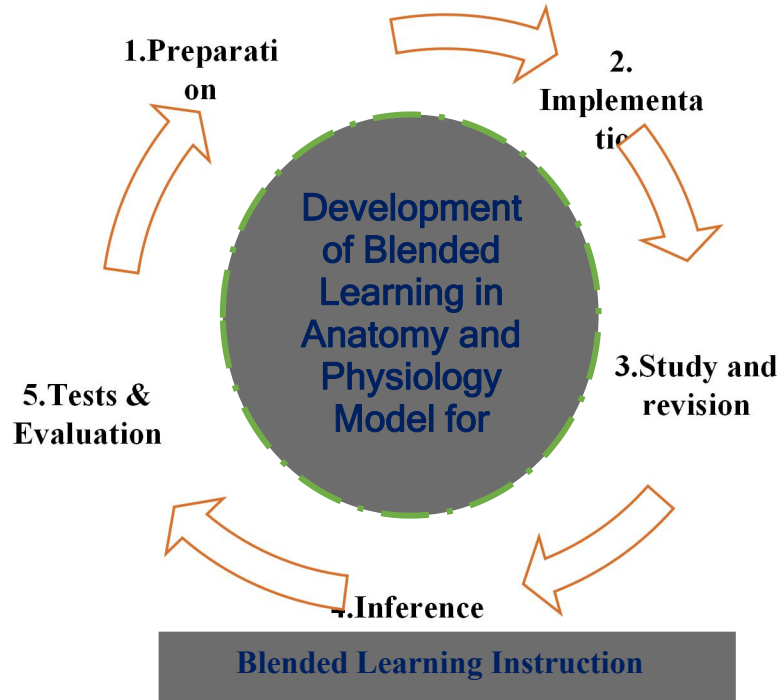 1.Preparati
on
2.
Implementa
tio
Development
of Blended
Learning in
Anatomy and
Physiology
Model for
3.Study and
revision
4.Inference
5.Tests &
Evaluation
Blended Learning Instruction